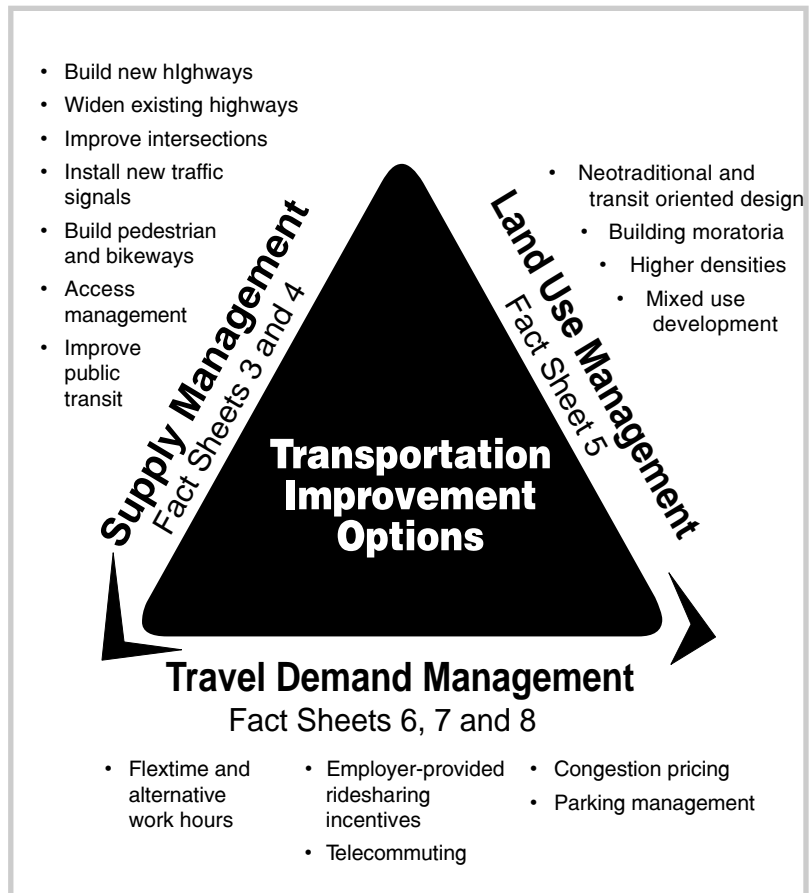 • Build new hIghways
• Widen existing highways
• Improve intersections
• Install new traffic
signals
• Build pedestrian
and bikeways
• Access
management
• Improve
public
transit
Supply Management
Fact Sheets 3 and 4
• Neotraditional and
transit oriented design
• Building moratoria
• Higher densities
• Mixed use
development
Land Use Management
Fact Sheet 5
Transportation
Improvement
Options
Travel Demand Management
Fact Sheets 6, 7 and 8
• Flextime and
alternative
work hours
• Employer-provided
ridesharing
incentives
• Telecommuting
• Congestion pricing
• Parking management